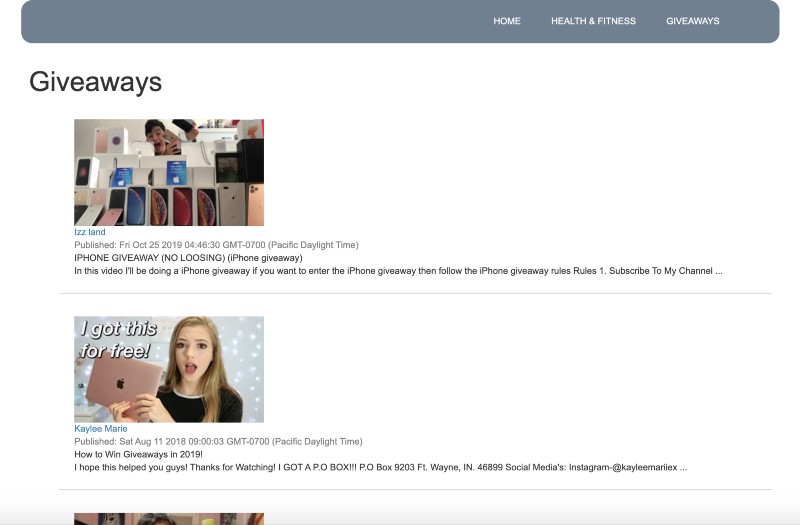 HOME HEALTH & FITNESS GIVEAWAYS
Giveaways
Izz land
Published: Fri Oct 25 2019 04:46:30 GMT-0700 (Pacific Daylight Time)
IPHONE GIVEAWAY (NO LOOSING) (iPhone giveaway)
In this video I'll be doing a iPhone giveaway if you want to enter the iPhone giveaway then follow the iPhone giveaway rules Rules 1. Subscribe To My Channel ...
I got this
for free!
Kaylee Marie
Published: Sat Aug 11 2018 09:00:03 GMT-0700 (Pacific Daylight Time)
How to Win Giveaways in 2019!
I hope this helped you guys! Thanks for Watching! I GOT A P.O BOX!!! P.O Box 9203 Ft. Wayne, IN. 46899 Social Media's: Instagram-@kayleemariiex ...